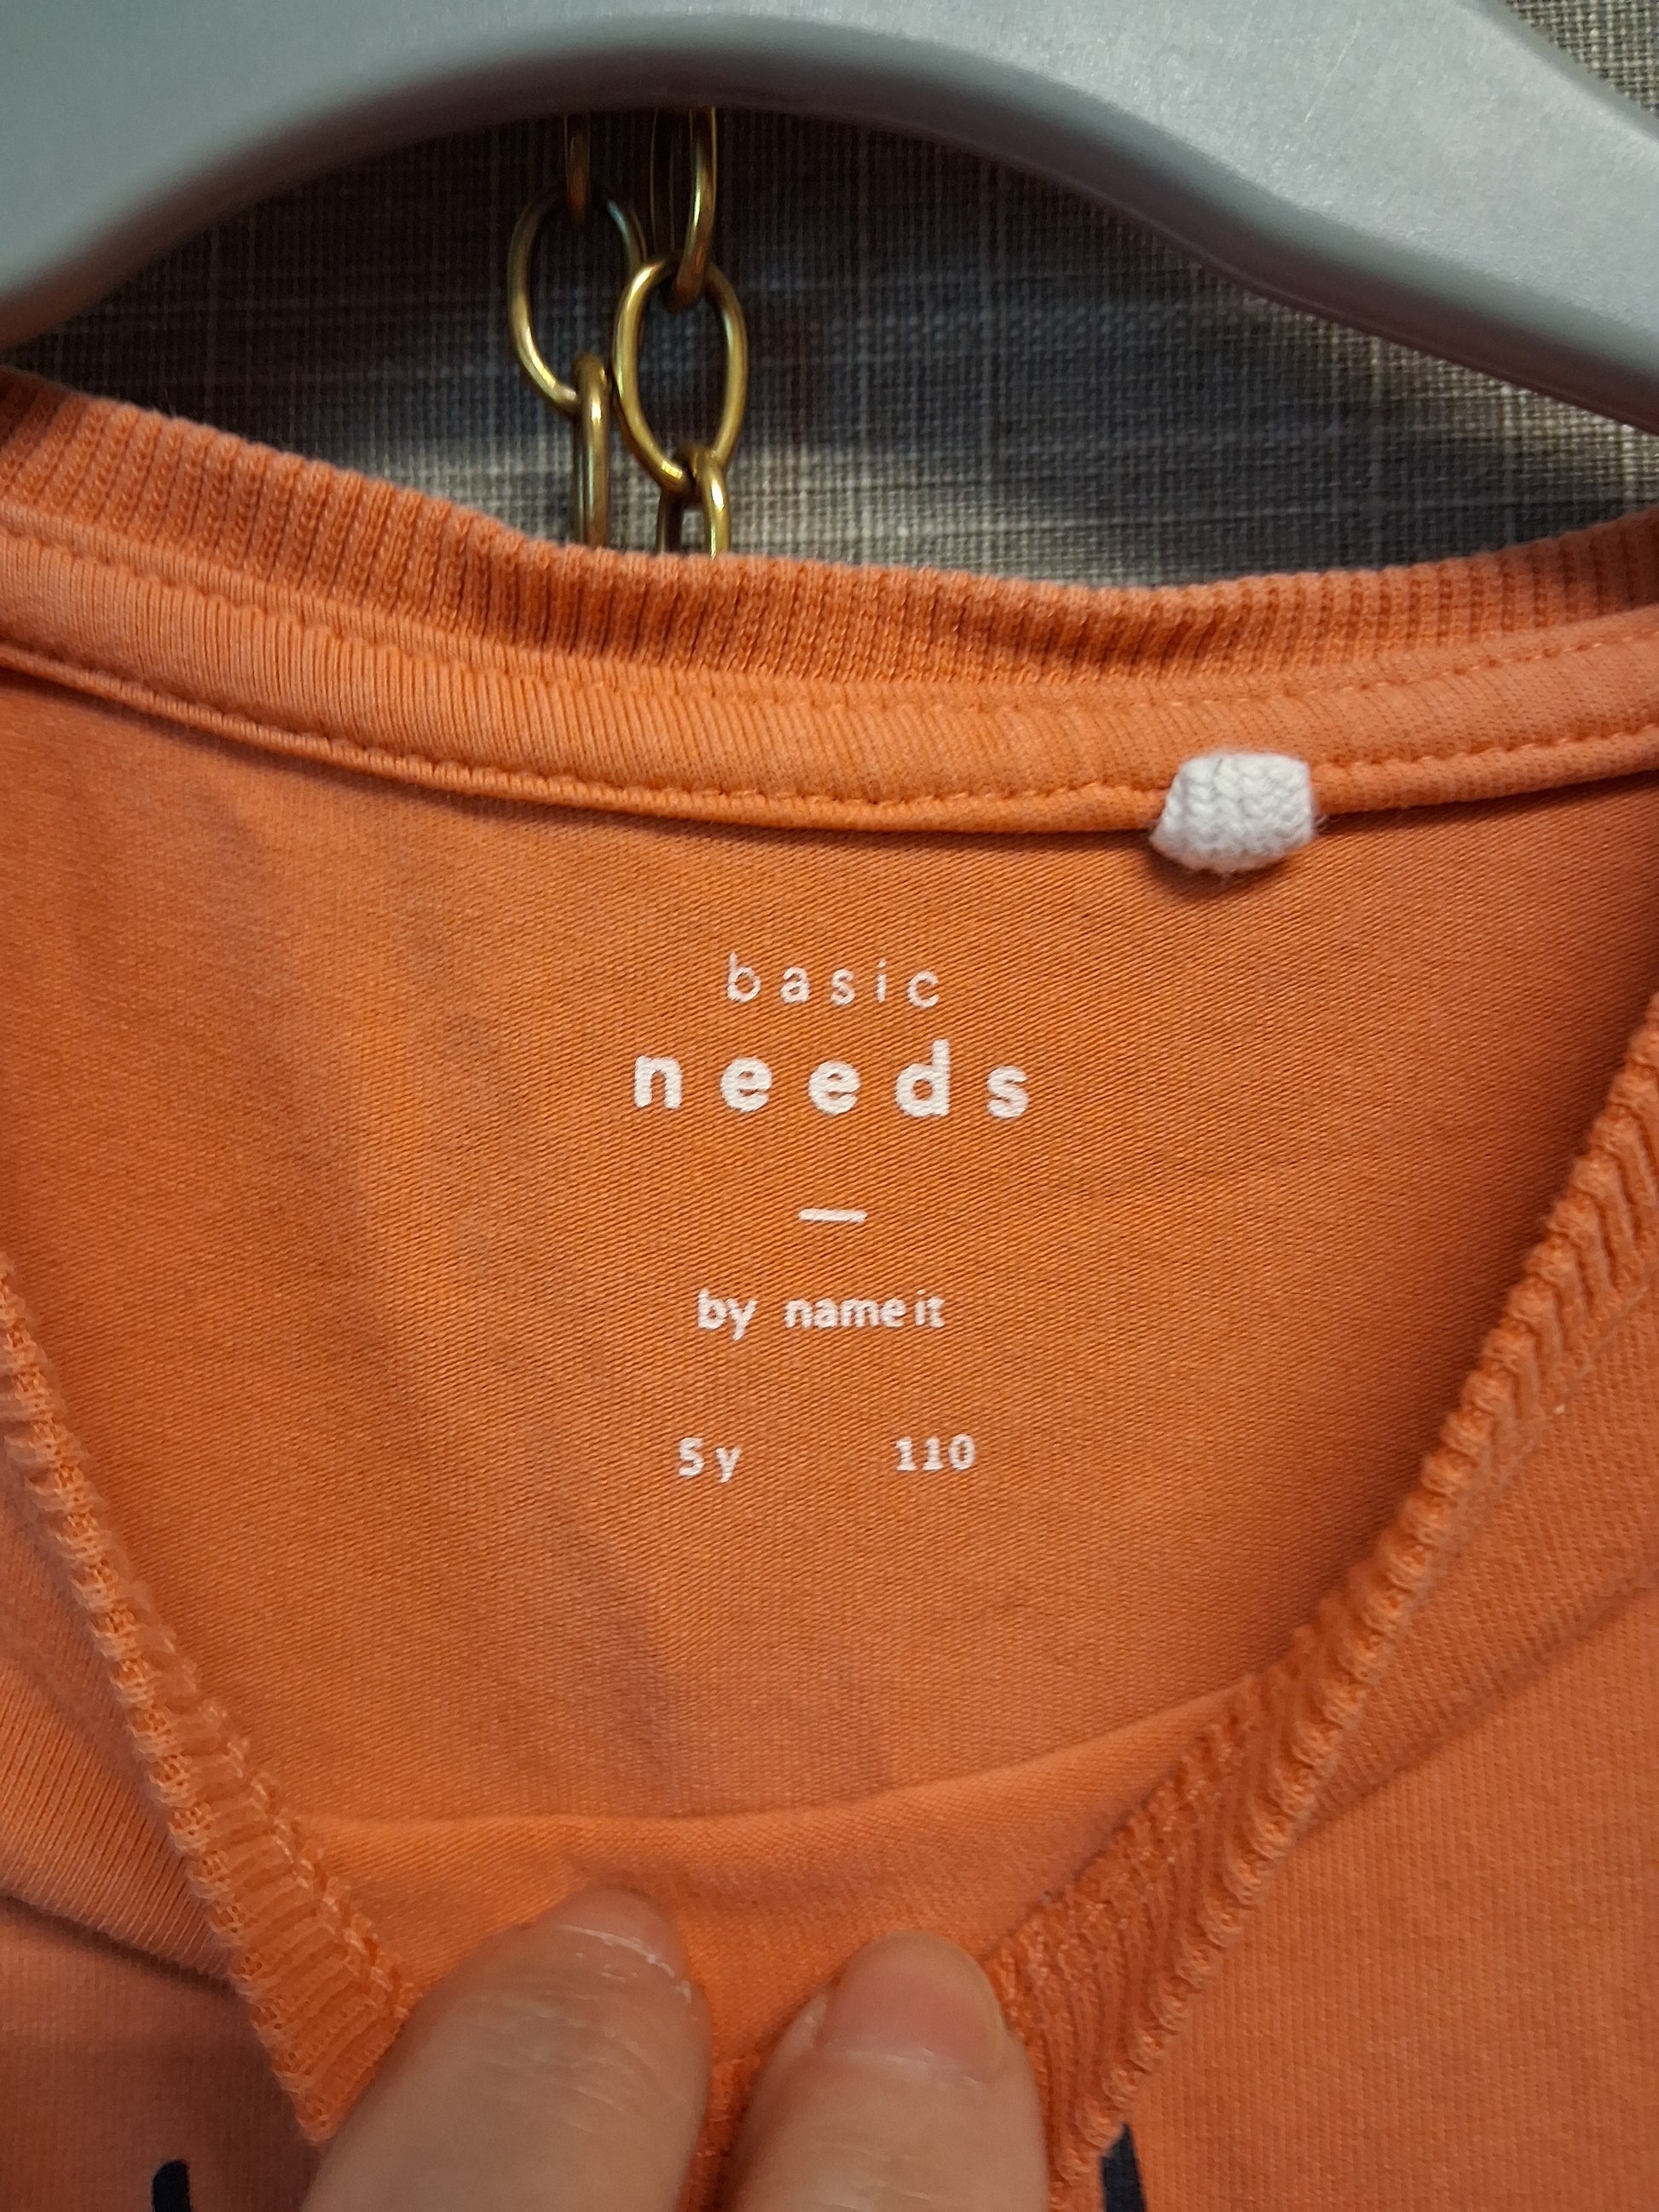 basic
needs
by name it
5y 110